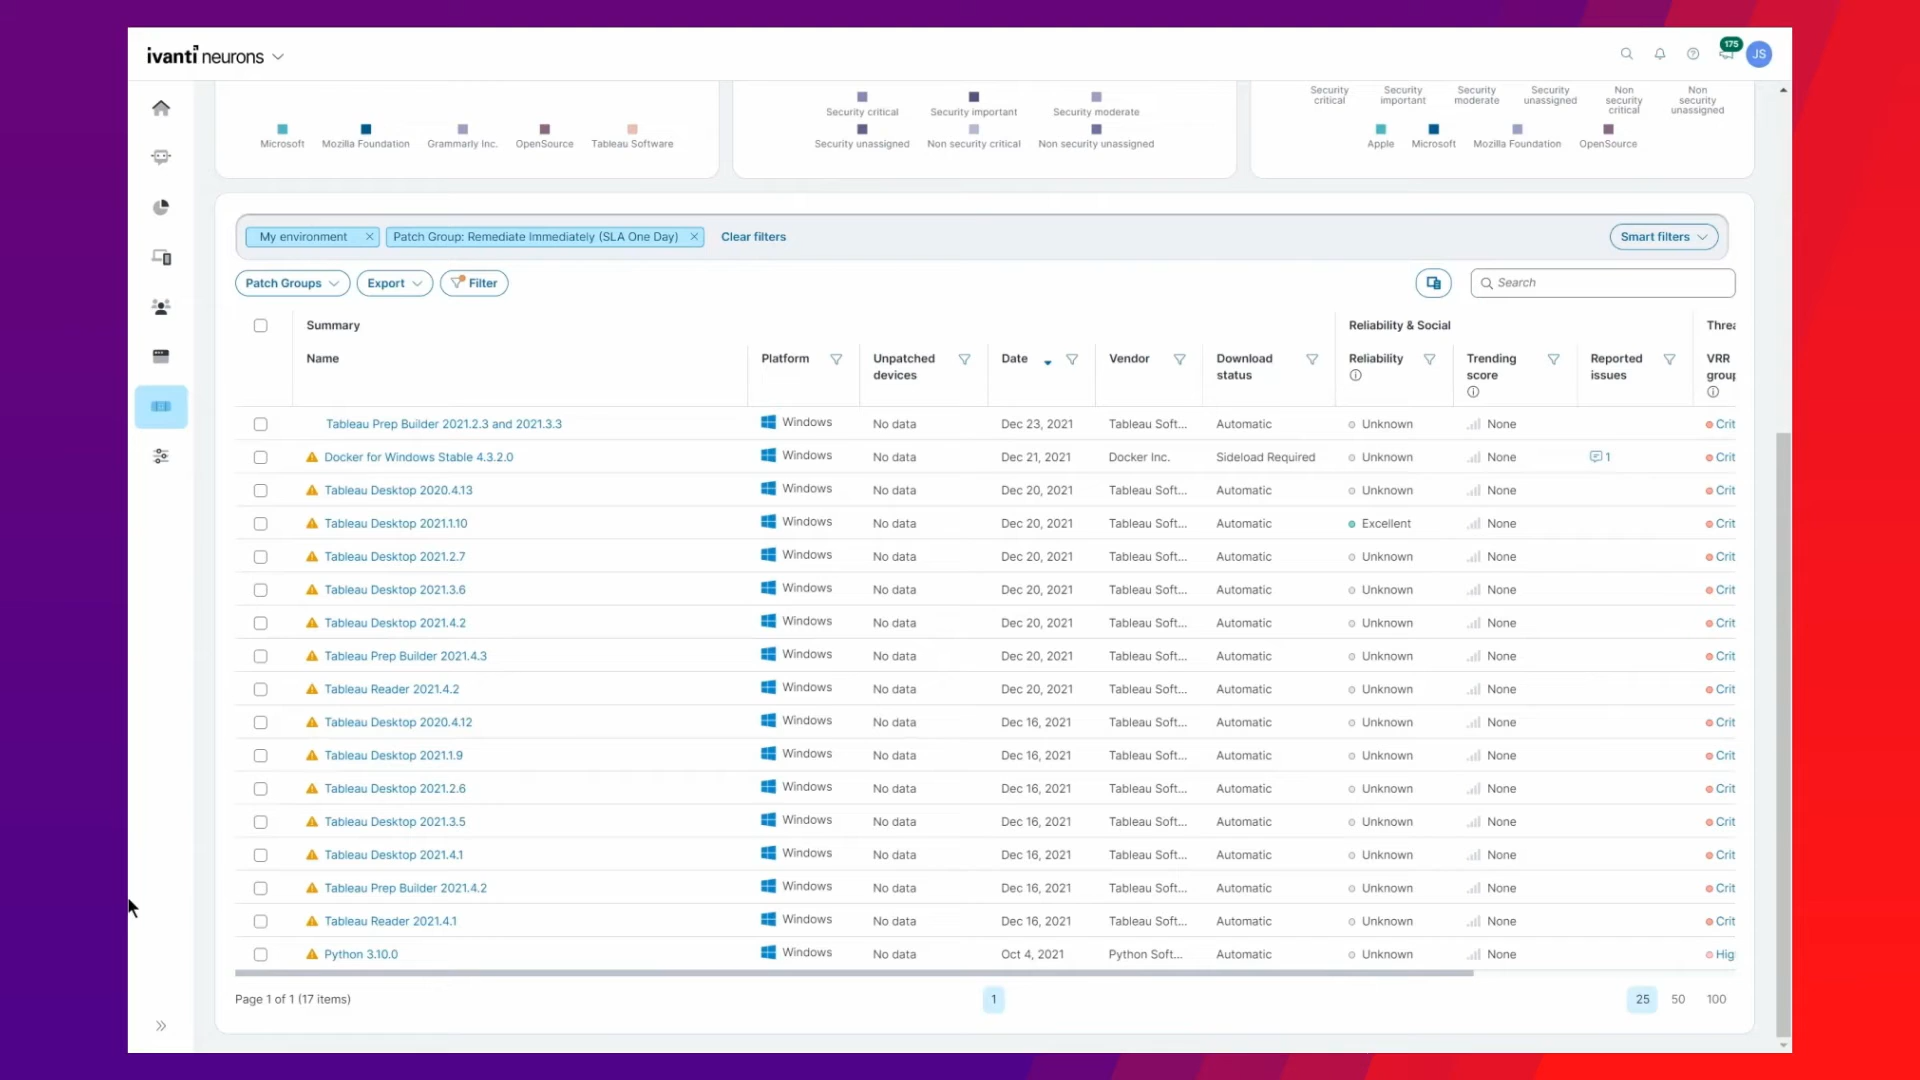 ivanti neurons
175
JS
Security critical Security important Security moderate
Security unassigned Non security critical Non security unassigned
Microsoft Mozilla Foundation Grammarly Inc. OpenSource Tableau Software
Security critical Security important Security moderate Security unassigned Non security critical Non security unassigned
Apple Microsoft Mozilla Foundation OpenSource
My environment Patch Group: Remediate Immediately (SLA One Day) Clear filters Smart filters
Patch Groups Export Filter Search
Summary Reliability & Social Threa
Name Platform Unpatched devices Date Vendor Download status Reliability Trending score Reported issues VRR group
Tableau Prep Builder 2021.2.3 and 2021.3.3 Windows No data Dec 23, 2021 Tableau Soft... Automatic Unknown None Crit
Docker for Windows Stable 4.3.2.0 Windows No data Dec 21, 2021 Docker Inc. Sideload Required Unknown None 1 Crit
Tableau Desktop 2020.4.13 Windows No data Dec 20, 2021 Tableau Soft... Automatic Unknown None Crit
Tableau Desktop 2021.1.10 Windows No data Dec 20, 2021 Tableau Soft... Automatic Excellent None Crit
Tableau Desktop 2021.2.7 Windows No data Dec 20, 2021 Tableau Soft... Automatic Unknown None Crit
Tableau Desktop 2021.3.6 Windows No data Dec 20, 2021 Tableau Soft... Automatic Unknown None Crit
Tableau Desktop 2021.4.2 Windows No data Dec 20, 2021 Tableau Soft... Automatic Unknown None Crit
Tableau Prep Builder 2021.4.3 Windows No data Dec 20, 2021 Tableau Soft... Automatic Unknown None Crit
Tableau Reader 2021.4.2 Windows No data Dec 20, 2021 Tableau Soft... Automatic Unknown None Crit
Tableau Desktop 2020.4.12 Windows No data Dec 16, 2021 Tableau Soft... Automatic Unknown None Crit
Tableau Desktop 2021.1.9 Windows No data Dec 16, 2021 Tableau Soft... Automatic Unknown None Crit
Tableau Desktop 2021.2.6 Windows No data Dec 16, 2021 Tableau Soft... Automatic Unknown None Crit
Tableau Desktop 2021.3.5 Windows No data Dec 16, 2021 Tableau Soft... Automatic Unknown None Crit
Tableau Desktop 2021.4.1 Windows No data Dec 16, 2021 Tableau Soft... Automatic Unknown None Crit
Tableau Prep Builder 2021.4.2 Windows No data Dec 16, 2021 Tableau Soft... Automatic Unknown None Crit
Tableau Reader 2021.4.1 Windows No data Dec 16, 2021 Tableau Soft... Automatic Unknown None Crit
Python 3.10.0 Windows No data Oct 4, 2021 Python Soft... Automatic Unknown None Hig
Page 1 of 1 (17 items) 1 25 50 100